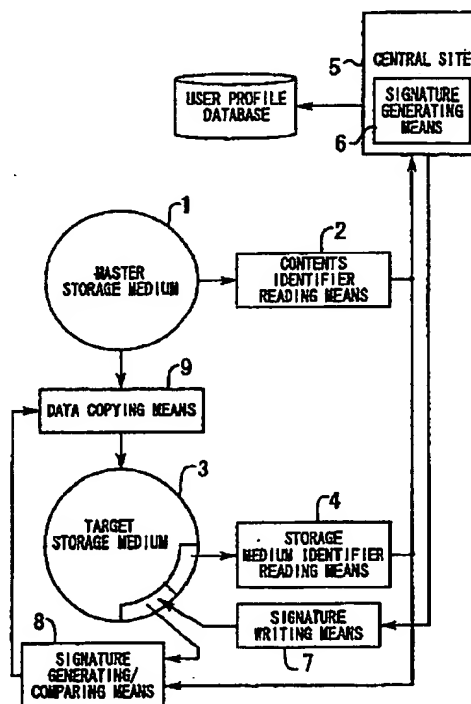 5
CENTRAL SITE
SIGNATURE
GENERATING
MEANS
6
USER PROFILE
DATABASE
1
MASTER
STORAGE MEDIUM
2
CONTENTS
IDENTIFIER
READING MEANS
9
DATA COPYING MEANS
3
TARGET
STORAGE MEDIUM
4
STORAGE
MEDIUM IDENTIFIER
READING MEANS
8
SIGNATURE
GENERATING/
COMPARING MEANS
SIGNATURE
WRITING MEANS
7